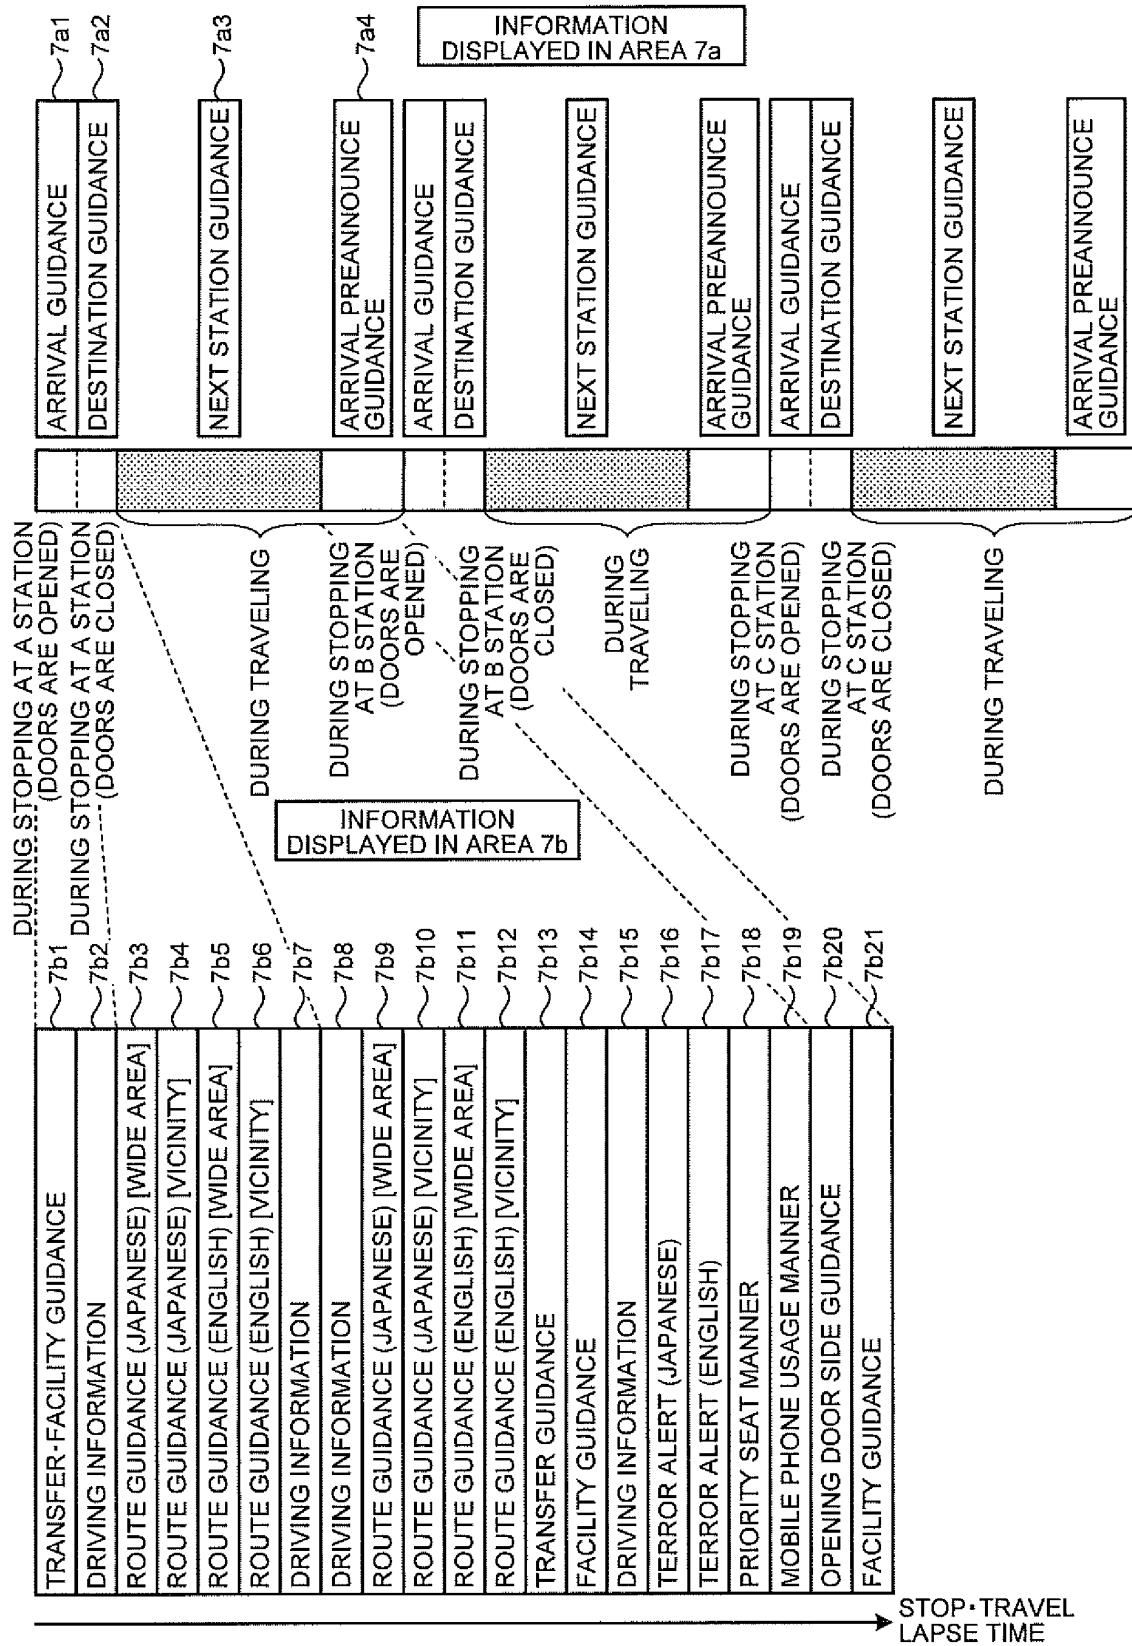 INFORMATION
DISPLAYED IN AREA 7a
ARRIVAL GUIDANCE
7a1
DESTINATION GUIDANCE
7a2
NEXT STATION GUIDANCE
7a3
ARRIVAL PREANNOUNCE
GUIDANCE
7a4
ARRIVAL GUIDANCE
DESTINATION GUIDANCE
NEXT STATION GUIDANCE
ARRIVAL PREANNOUNCE
GUIDANCE
ARRIVAL GUIDANCE
DESTINATION GUIDANCE
NEXT STATION GUIDANCE
ARRIVAL PREANNOUNCE
GUIDANCE
DURING STOPPING AT A STATION
(DOORS ARE OPENED)
DURING STOPPING AT A STATION
(DOORS ARE CLOSED)
DURING TRAVELING
DURING STOPPING
AT B STATION
(DOORS ARE
OPENED)
DURING STOPPING
AT B STATION
(DOORS ARE
CLOSED)
DURING
TRAVELING
DURING STOPPING
AT C STATION
(DOORS ARE OPENED)
DURING STOPPING
AT C STATION
(DOORS ARE CLOSED)
DURING TRAVELING
INFORMATION
DISPLAYED IN AREA 7b
TRANSFER・FACILITY GUIDANCE
7b1
DRIVING INFORMATION
7b2
ROUTE GUIDANCE (JAPANESE) [WIDE AREA]
7b3
ROUTE GUIDANCE (JAPANESE) [VICINITY]
7b4
ROUTE GUIDANCE (ENGLISH) [WIDE AREA]
7b5
ROUTE GUIDANCE (ENGLISH) [VICINITY]
7b6
DRIVING INFORMATION
7b7
DRIVING INFORMATION
7b8
ROUTE GUIDANCE (JAPANESE) [WIDE AREA]
7b9
ROUTE GUIDANCE (JAPANESE) [VICINITY]
7b10
ROUTE GUIDANCE (ENGLISH) [WIDE AREA]
7b11
ROUTE GUIDANCE (ENGLISH) [VICINITY]
7b12
TRANSFER GUIDANCE
7b13
FACILITY GUIDANCE
7b14
DRIVING INFORMATION
7b15
TERROR ALERT (JAPANESE)
7b16
TERROR ALERT (ENGLISH)
7b17
PRIORITY SEAT MANNER
7b18
MOBILE PHONE USAGE MANNER
7b19
OPENING DOOR SIDE GUIDANCE
7b20
FACILITY GUIDANCE
7b21
STOP・TRAVEL
LAPSE TIME